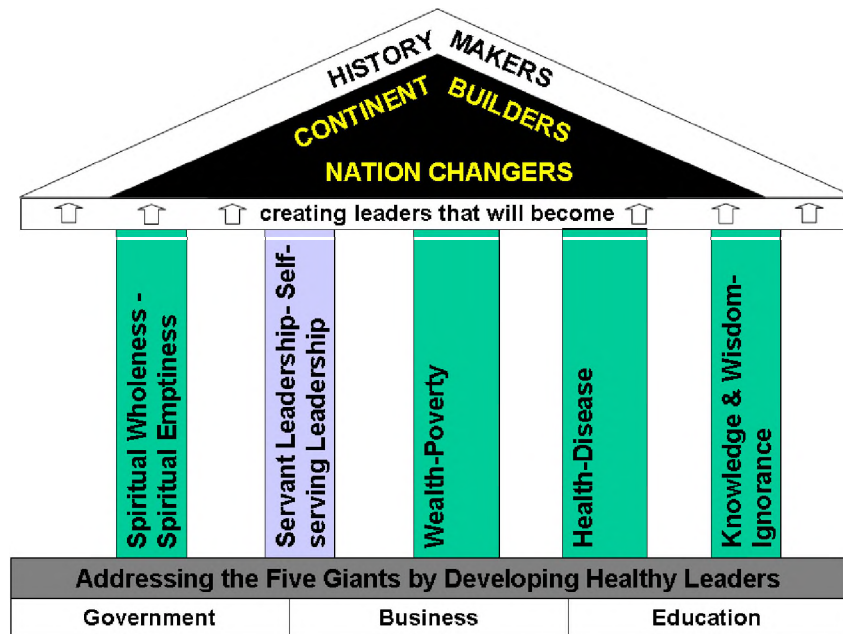 HISTORY MAKERS
CONTINENT BUILDERS
NATION CHANGERS
creating leaders that will become
Spiritual Wholeness -
Spiritual Emptiness
Servant Leadership- Self-
serving Leadership
Wealth-Poverty
Health-Disease
Knowledge & Wisdom-
Ignorance
Addressing the Five Giants by Developing Healthy Leaders
Government
Business
Education